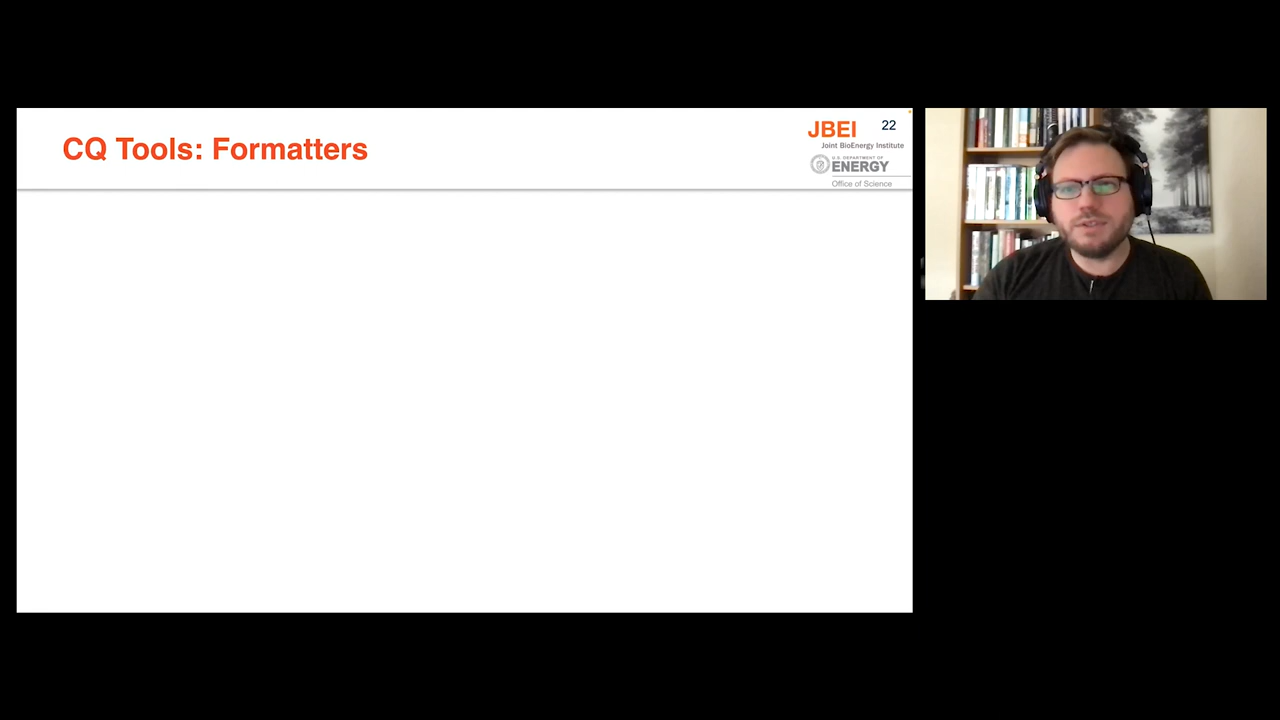 CQ Tools: Formatters
JBEI
22
Joint BioEnergy Institute
U.S. DEPARTMENT OF
ENERGY
Office of Science